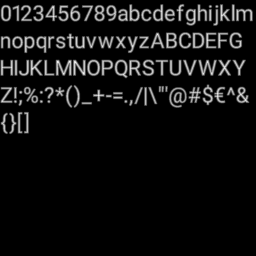 0123456789abcdefghijklm
nopqrstuvwxyzABCDEFG
HIJKLMNOPQRSTUVWXY
Z!;%:?*()_+-=.,/|\"'@#$€^&
{}[]